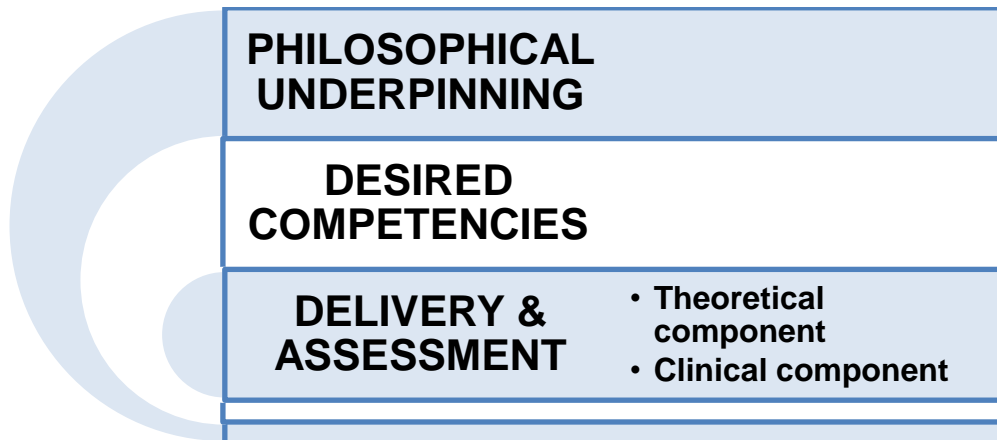 PHILOSOPHICAL
UNDERPINNING
DESIRED
COMPETENCIES
DELIVERY &
ASSESSMENT
• Theoretical
component
• Clinical component